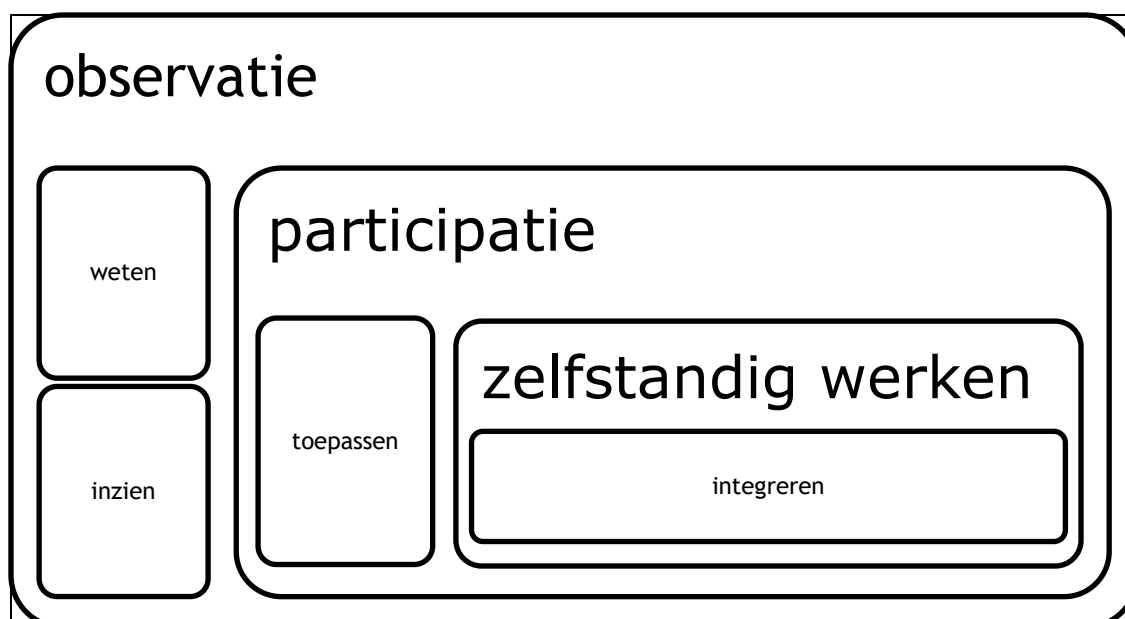 observatie
weten
inzien
participatie
toepassen
zelfstandig werken
integreren